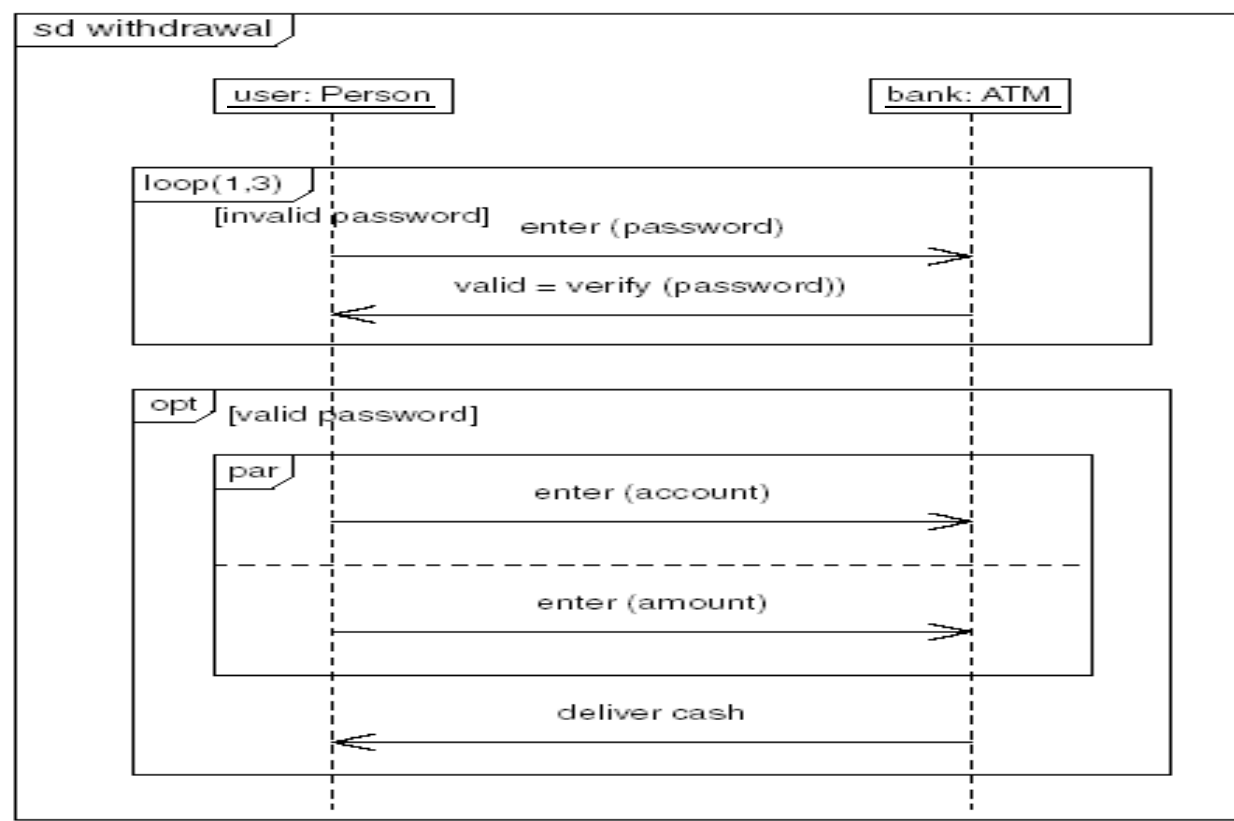 sd withdrawal
user: Person
bank: ATM
loop(1,3)
[invalid password]
enter (password)
valid = verify (password))
opt
[valid password]
par
enter (account)
enter (amount)
deliver cash